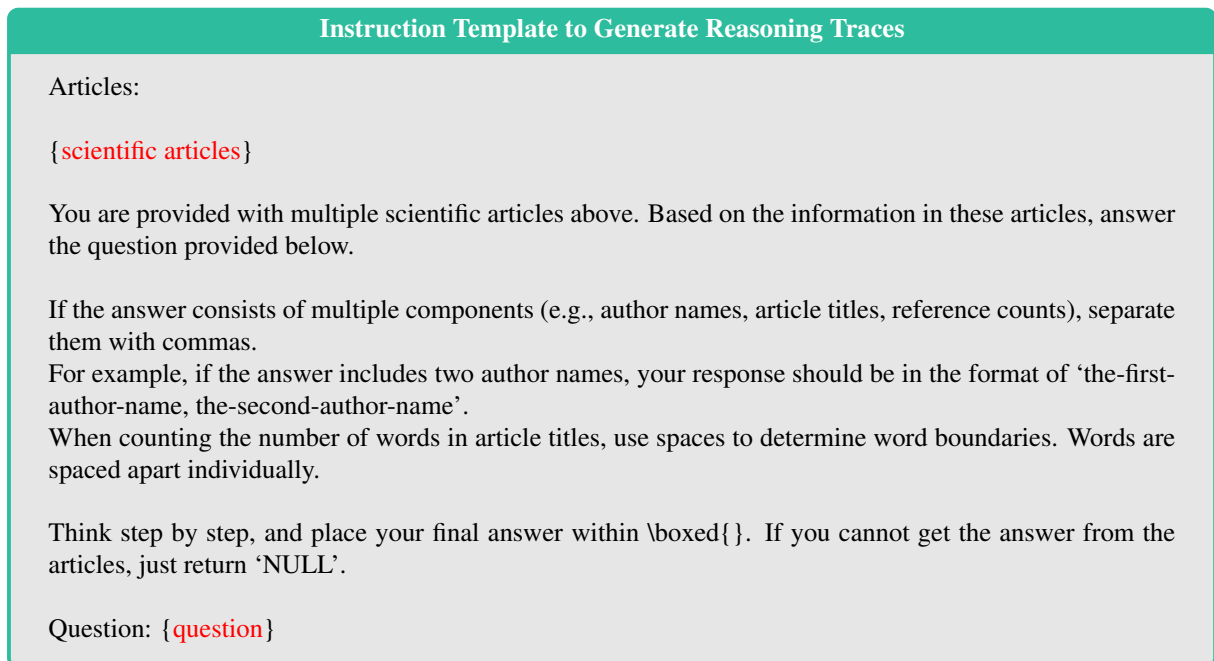 Instruction Template to Generate Reasoning Traces
Articles:
{scientific articles}
You are provided with multiple scientific articles above. Based on the information in these articles, answer
the question provided below.
If the answer consists of multiple components (e.g., author names, article titles, reference counts), separate
them with commas.
For example, if the answer includes two author names, your response should be in the format of ‘the-first-
author-name, the-second-author-name’.
When counting the number of words in article titles, use spaces to determine word boundaries. Words are
spaced apart individually.
Think step by step, and place your final answer within \boxed{}. If you cannot get the answer from the
articles, just return ‘NULL’.
Question: {question}